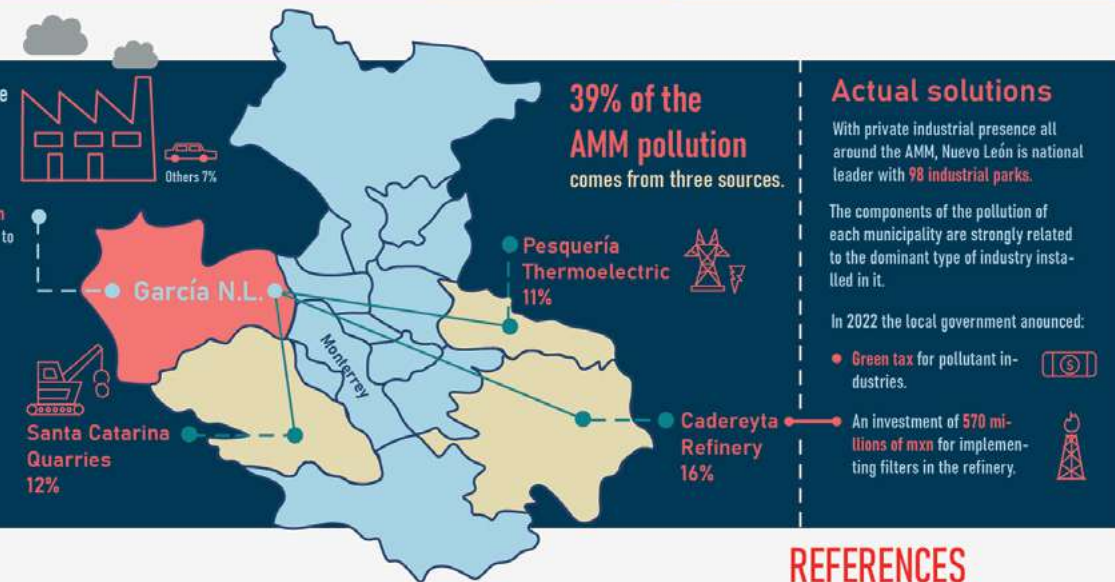 e
Others 7%
n
to
García N.L.
Monterrey
Santa Catarina
Quarries
12%
39% of the
AMM pollution
comes from three sources.
Pesquería
Thermoelectric
11%
Cadereyta
Refinery
16%
Actual solutions
With private industrial presence all
around the AMM, Nuevo León is national
leader with 98 industrial parks.
The components of the pollution of
each municipality are strongly related
to the dominant type of industry insta-
lled in it.
In 2022 the local government anounced:
Green tax for pollutant in-
dustries.
$
An investment of 570 mi-
llions of mxn for implemen-
ting filters in the refinery.
REFERENCES